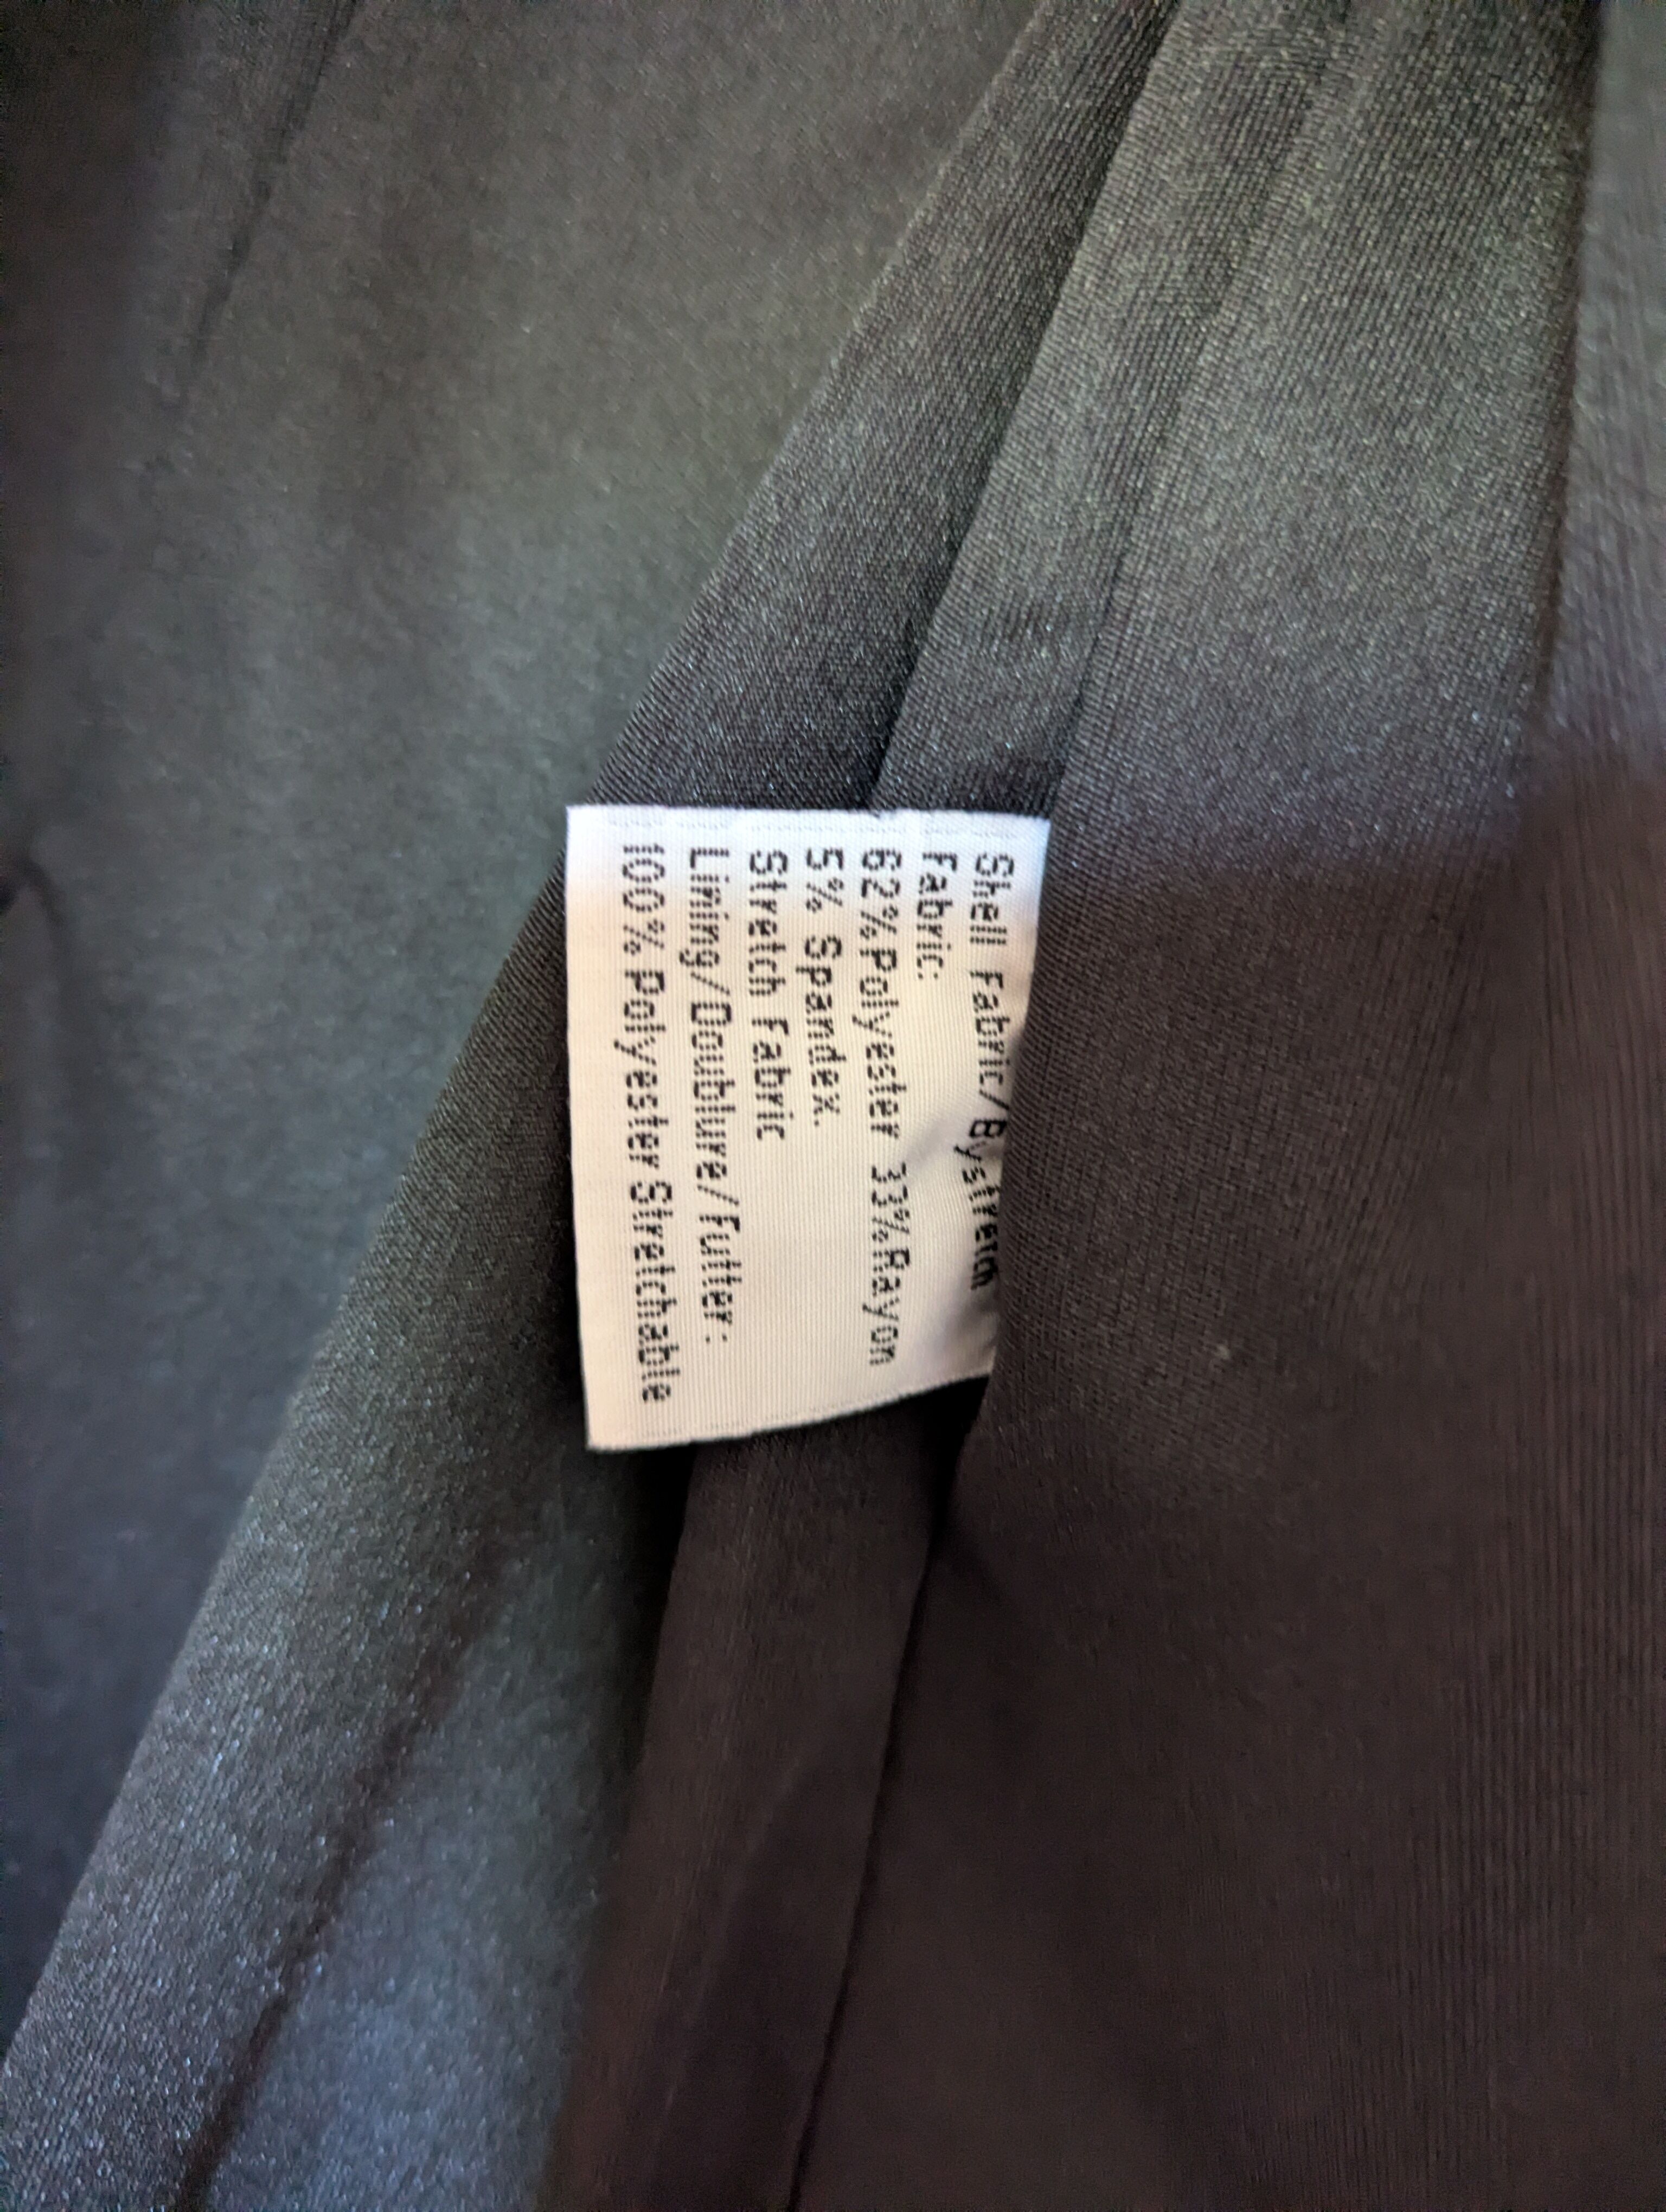 Shell Fabric/Bystretch
Fabric:
62%Polyester 33%Rayon
5% Spandex.
Stretch Fabric
Lining/Doublure/Futter:
100%Polyester Stretchable